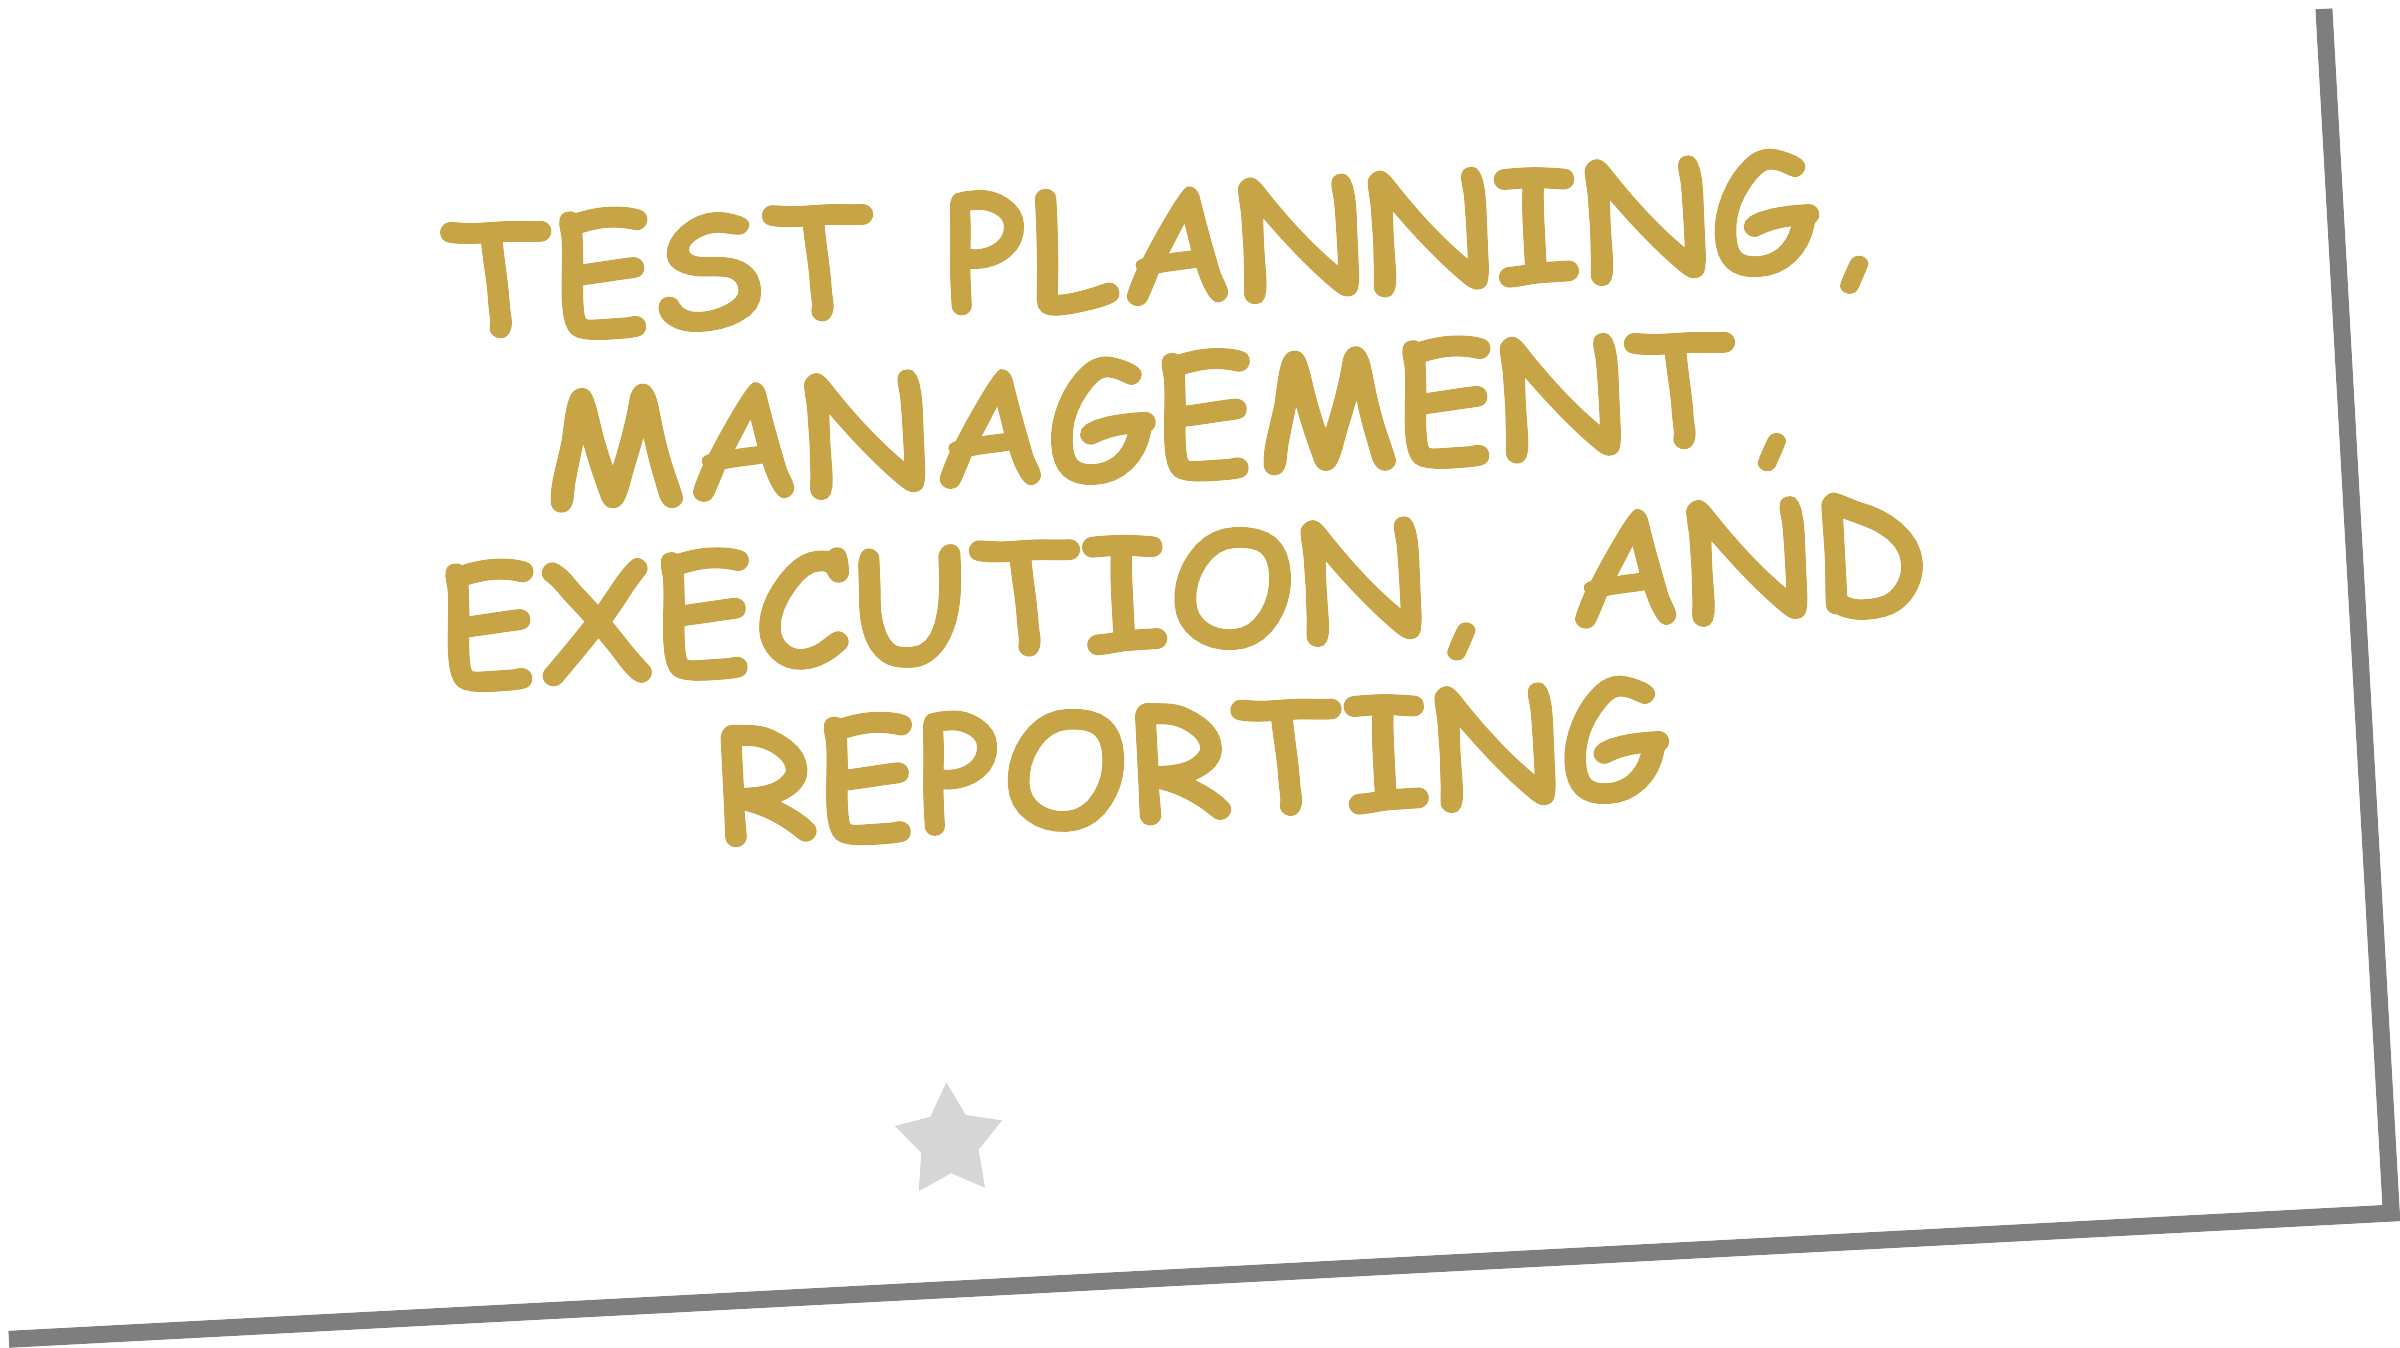 TEST PLANNING,
MANAGEMENT,
EXECUTION, AND
REPORTING